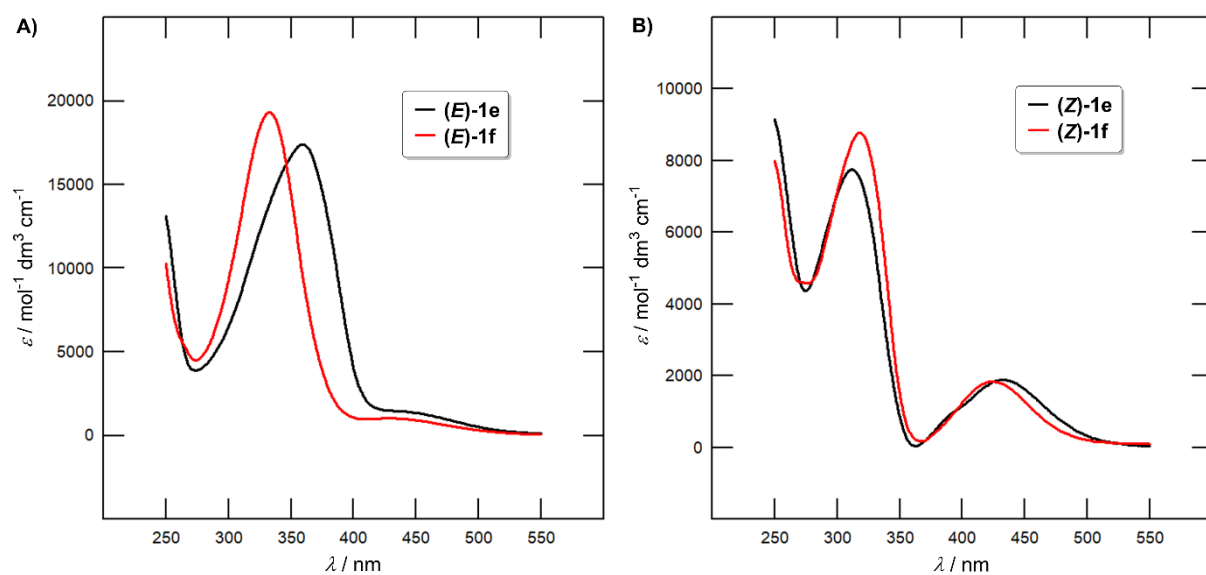 A)
(E)-1e
(E)-1f
20000
15000
10000
5000
0
ε / mol⁻¹ dm³ cm⁻¹
250 300 350 400 450 500 550
λ / nm
B)
(Z)-1e
(Z)-1f
10000
8000
6000
4000
2000
0
ε / mol⁻¹ dm³ cm⁻¹
250 300 350 400 450 500 550
λ / nm